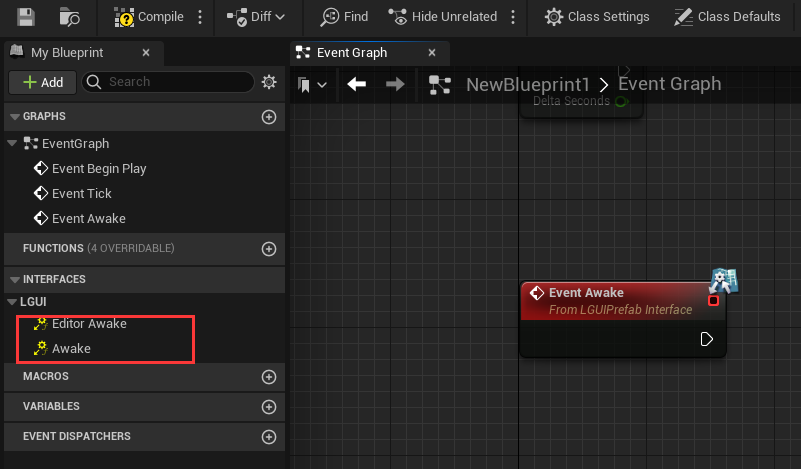 Compile
Diff
Find
Hide Unrelated
Class Settings
Class Defaults
My Blueprint
Event Graph
Add
Search
NewBlueprint1 > Event Graph
Delta Seconds
GRAPHS
EventGraph
Event Begin Play
Event Tick
Event Awake
FUNCTIONS (4 OVERRIDABLE)
INTERFACES
LGUI
Editor Awake
Awake
MACROS
VARIABLES
EVENT DISPATCHERS
Event Awake
From LGUIPrefab Interface